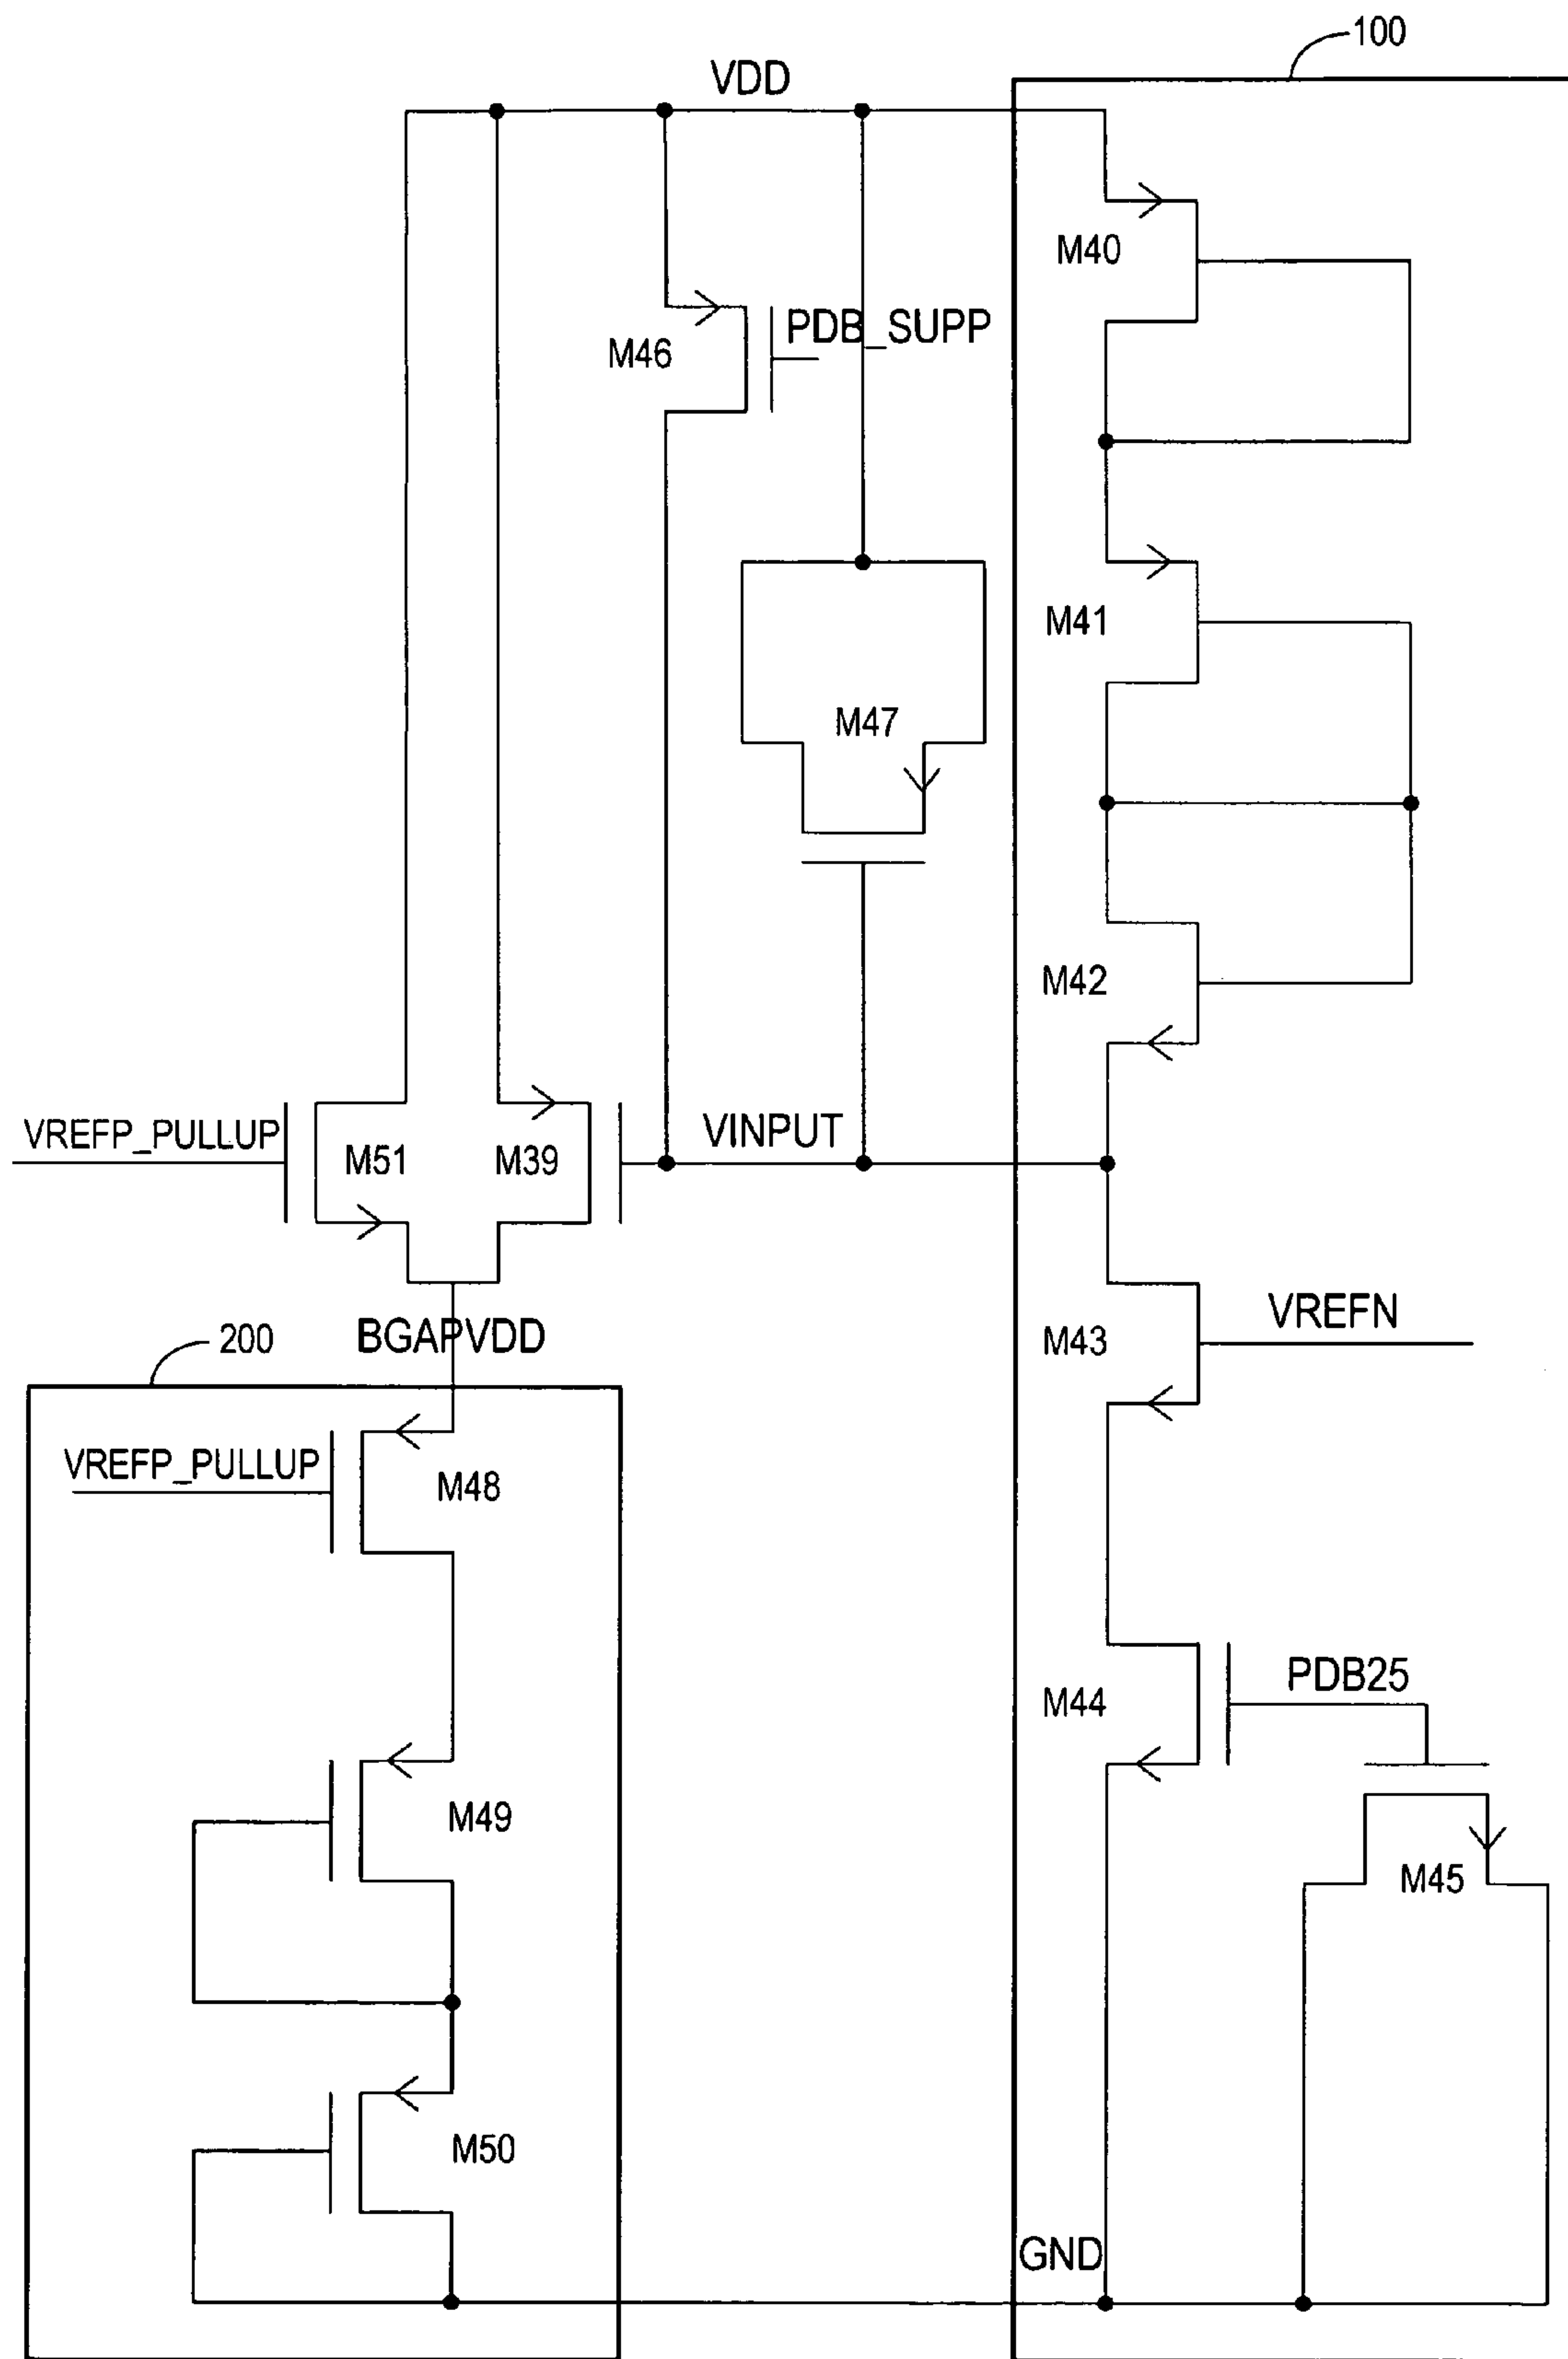 100
VDD
M40
PDB_SUPP
M46
M41
M47
M42
VREFP_PULLUP
M51
M39
VINPUT
VREFN
M43
200
BGAPVDD
VREFP_PULLUP
M48
PDB25
M44
M49
M45
M50
GND